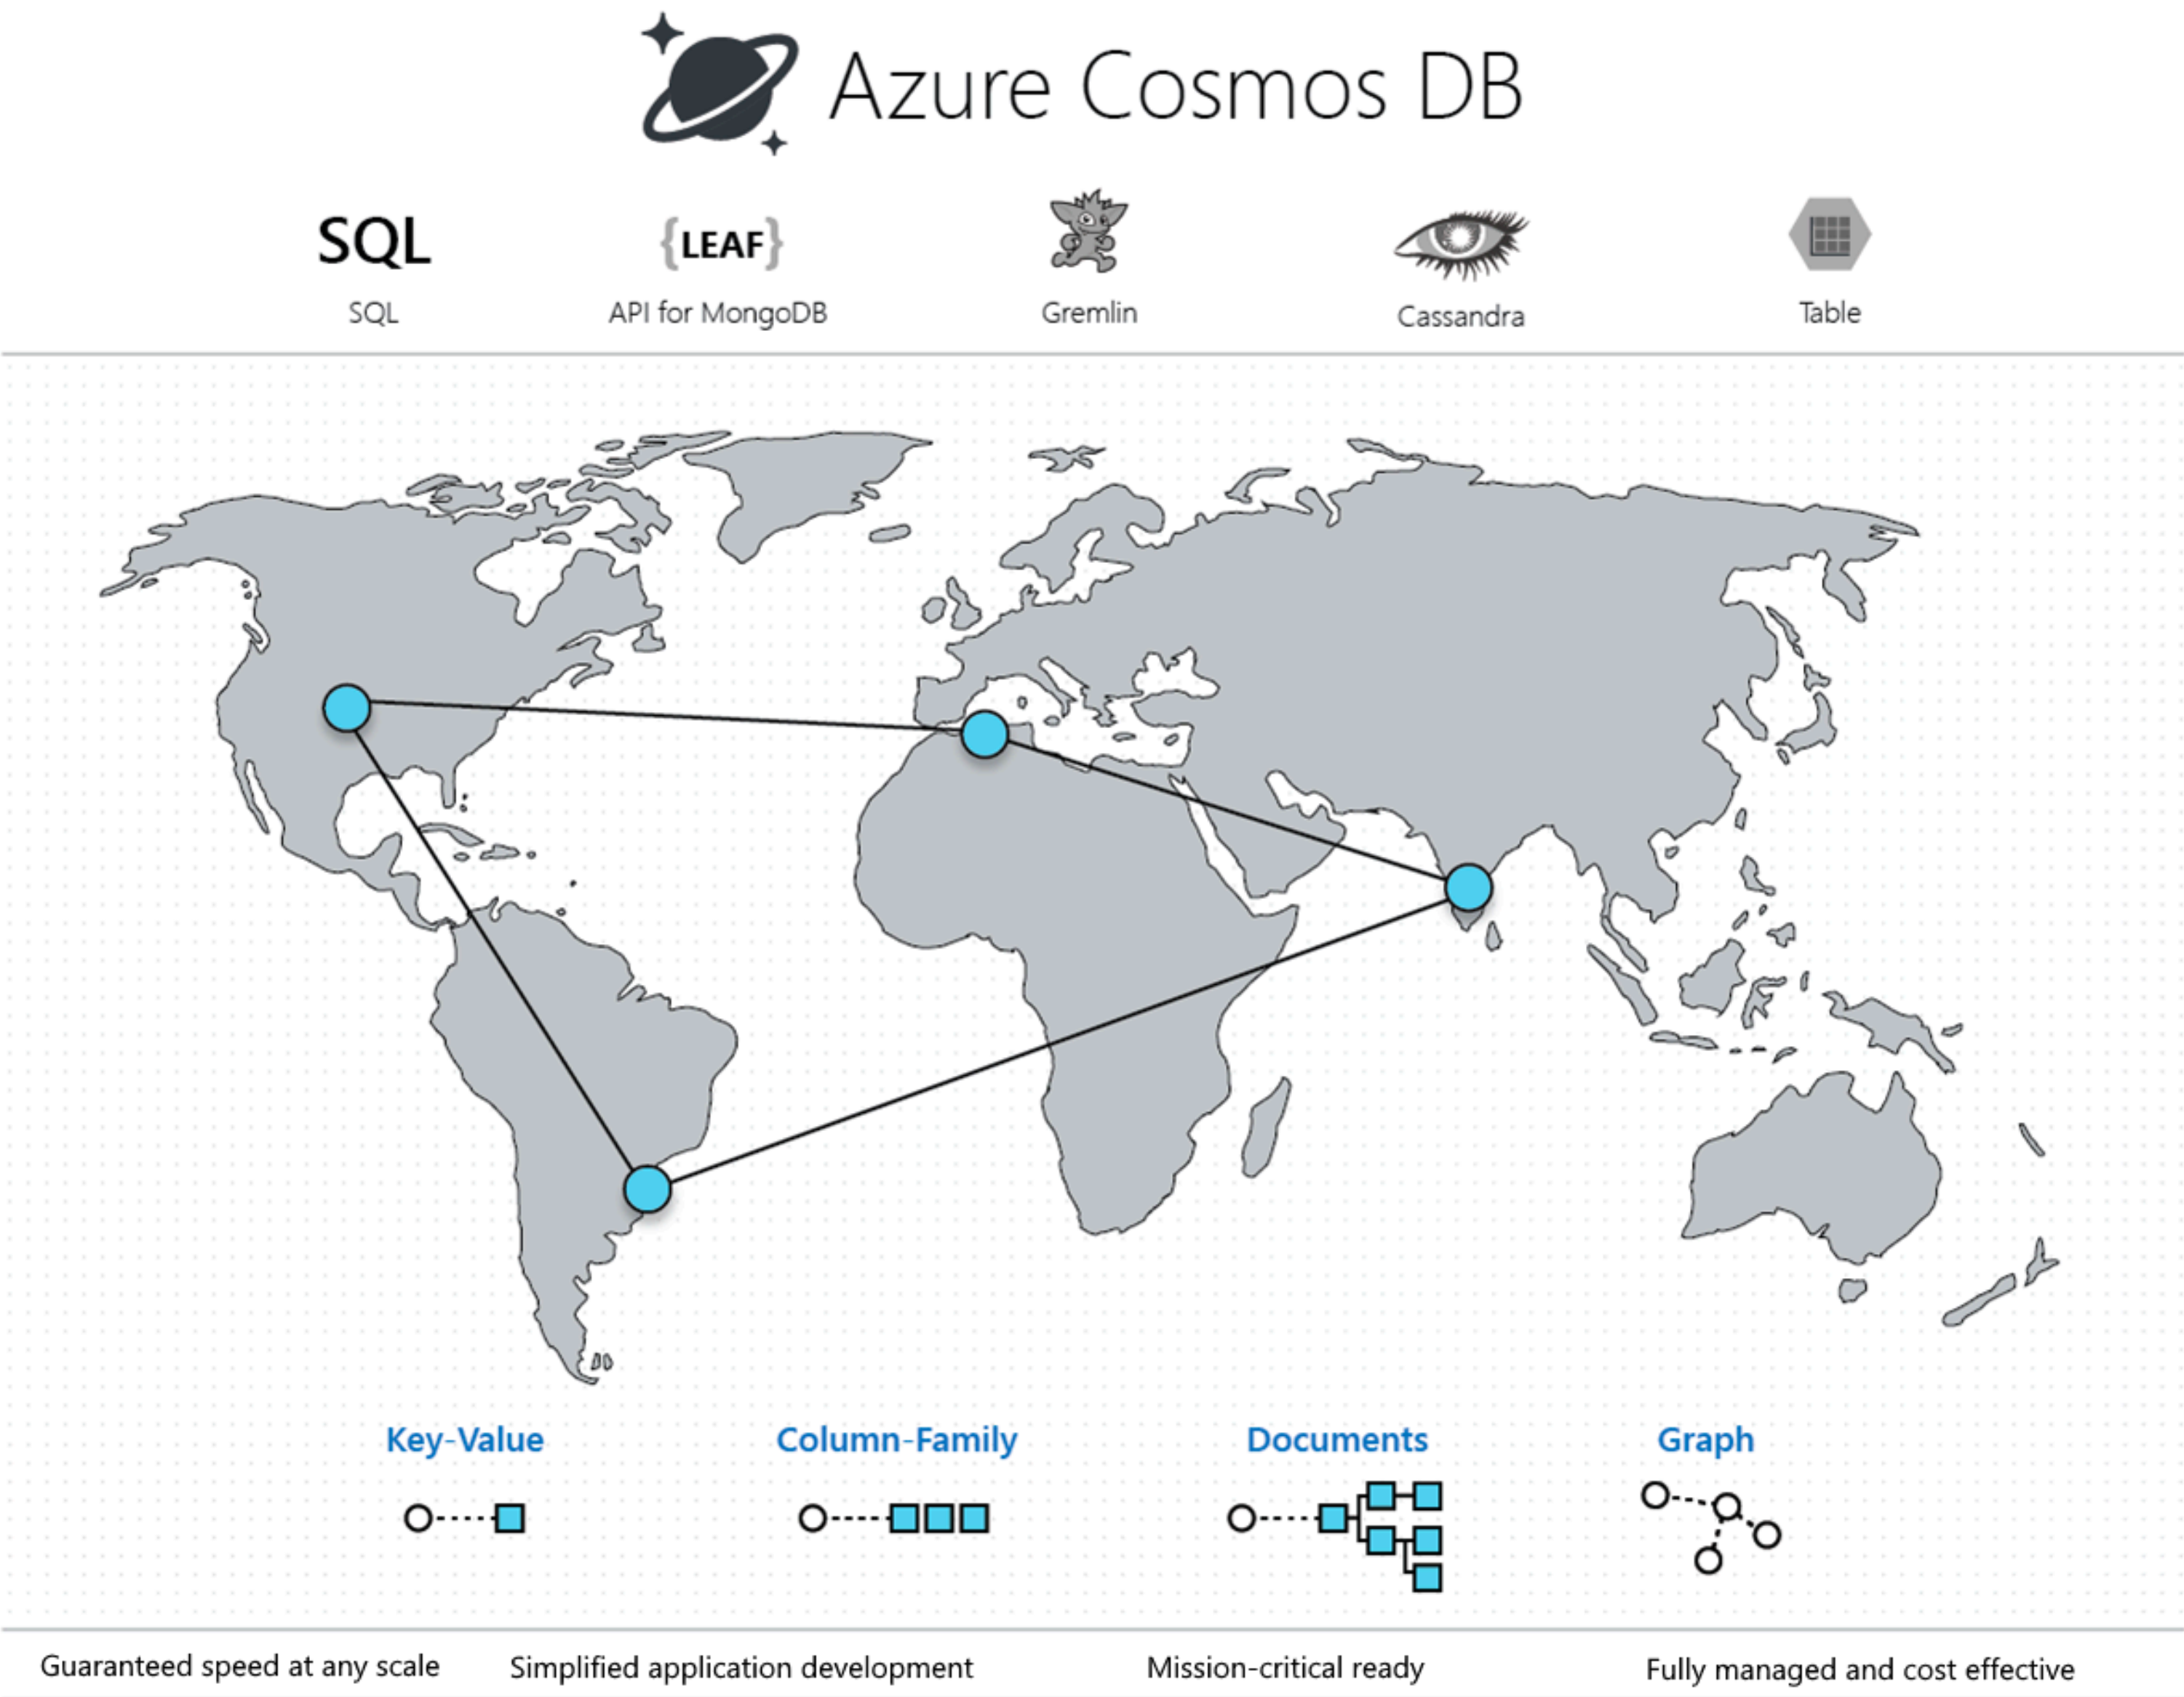 Azure Cosmos DB
SQL
{LEAF}
SQL
API for MongoDB
Gremlin
Cassandra
Table
Key-Value
Column-Family
Documents
Graph
Guaranteed speed at any scale
Simplified application development
Mission-critical ready
Fully managed and cost effective